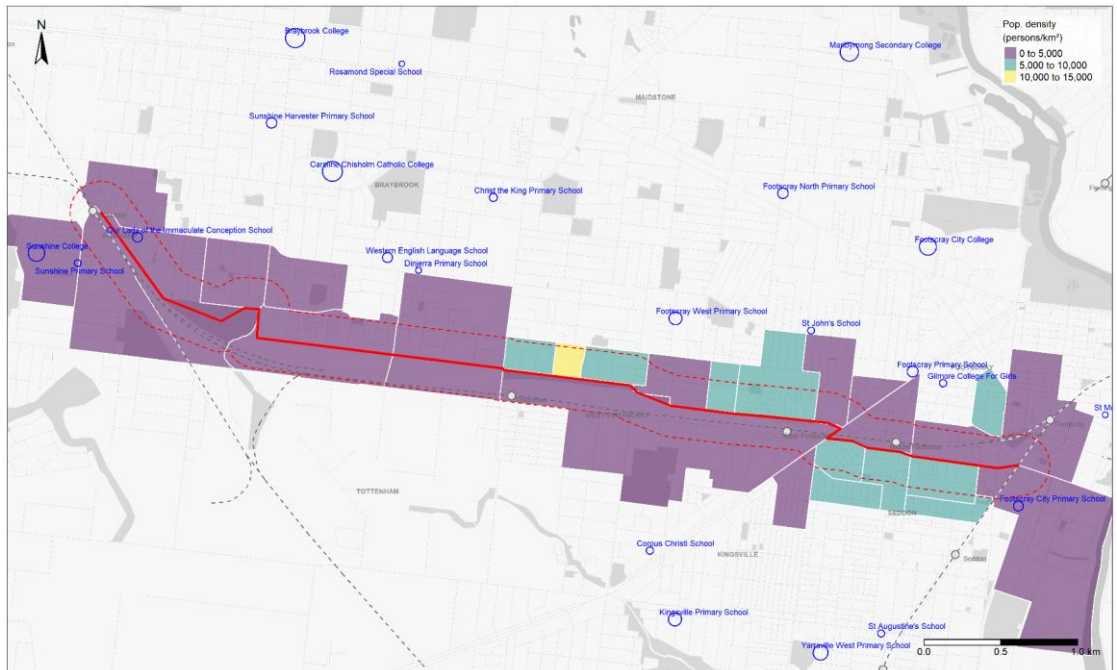 N
Braybrook College
Maribyrnong Secondary College
Pop. density
(persons/km²)
0 to 5,000
5,000 to 10,000
10,000 to 15,000
Rosamond Special School
MAIDSTONE
Sunshine Harvester Primary School
Caroline Chisholm Catholic College
BRAYBROOK
Christ the King Primary School
Footscray North Primary School
Our Lady of the Immaculate Conception School
Sunshine College
Sunshine Primary School
Western English Language School
Dinjerra Primary School
Footscray City College
Footscray West Primary School
St John's School
Footscray Primary School
Gilmore College For Girls
WEST FOOTSCRAY
TOTTENHAM
Footscray City Primary School
SEDDON
Corpus Christi School
KINGSVILLE
Seddon
Kingsville Primary School
St Augustine's School
Yarraville West Primary School
0.0
0.5
1.0 km